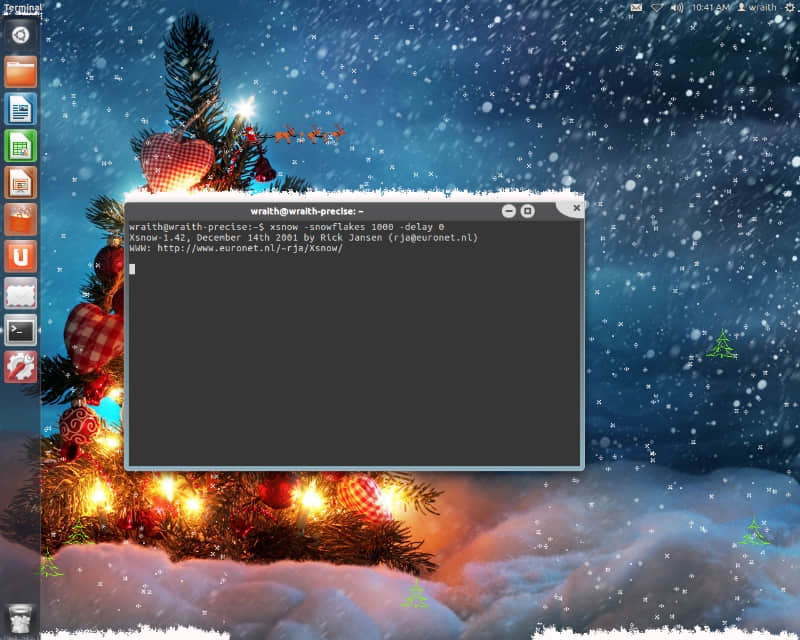 Terminal
10:41 AM wraith
wraith@wraith-precise: ~
wraith@wraith-precise:~$ xsnow -snowflakes 1000 -delay 0
Xsnow-1.42, December 14th 2001 by Rick Jansen (rja@euronet.nl)
WWW: http://www.euronet.nl/~rja/Xsnow/